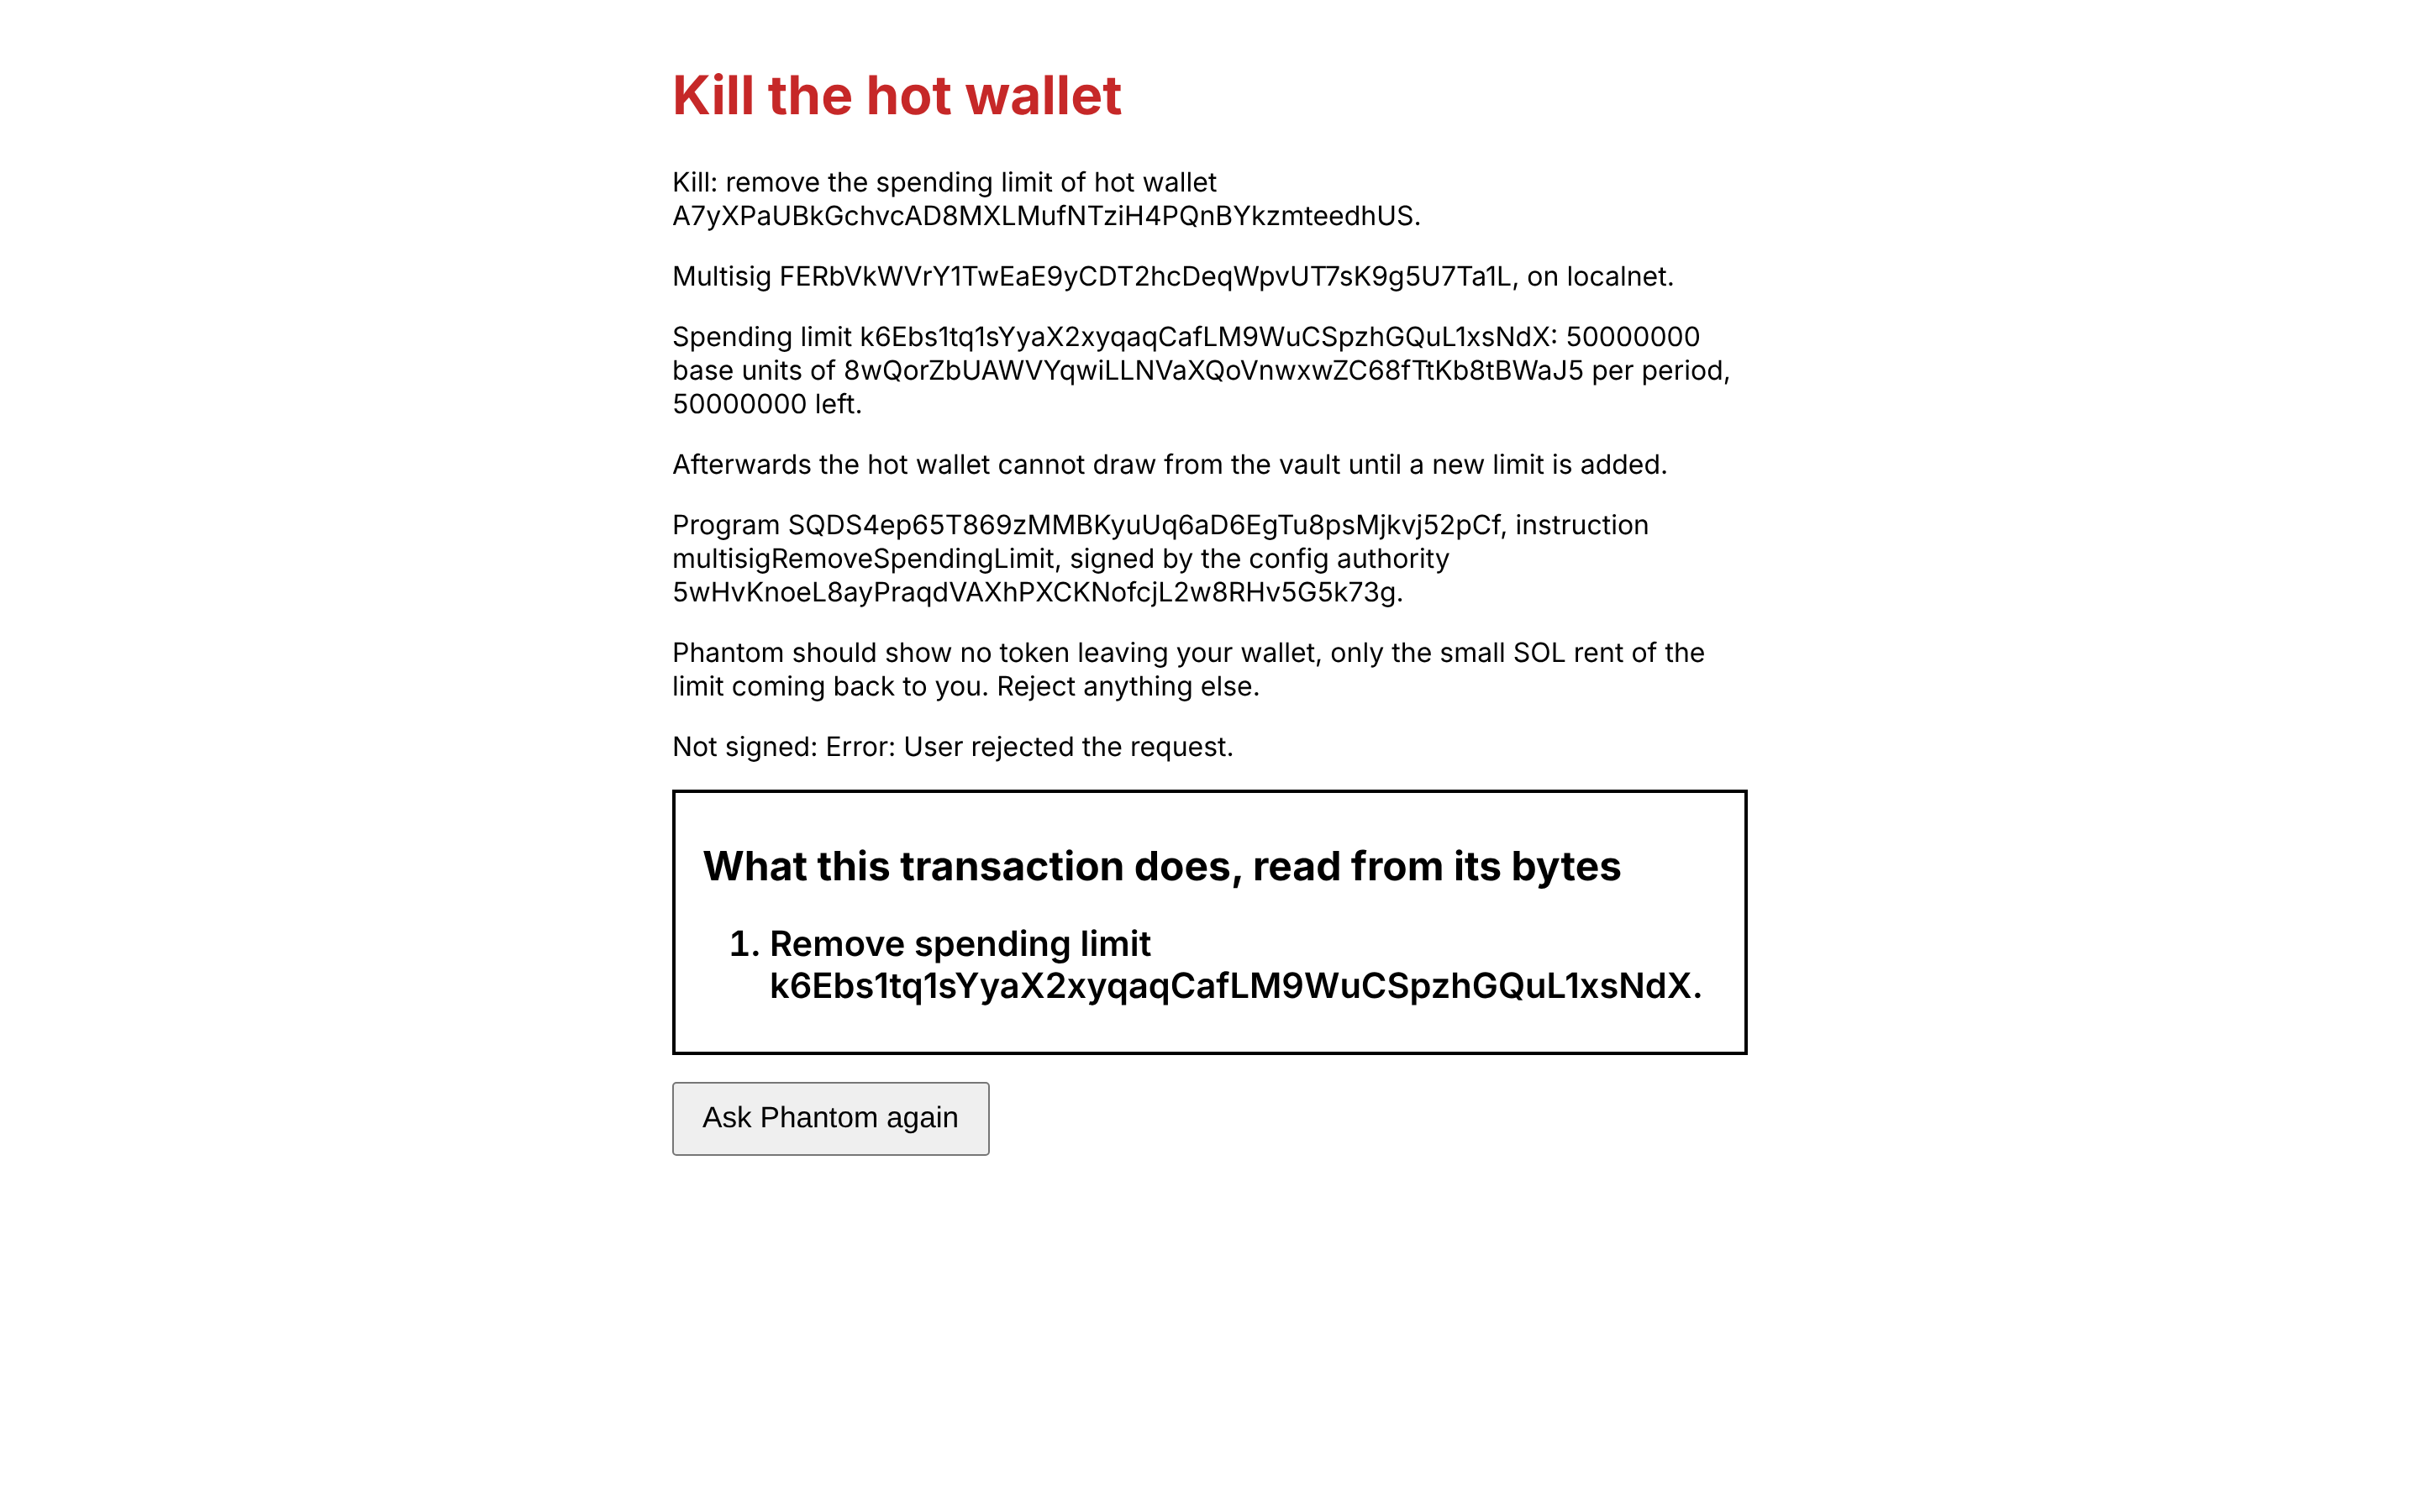 Kill the hot wallet
Kill: remove the spending limit of hot wallet
A7yXPaUBkGchvcAD8MXLMufNTziH4PQnBYkzmteedhUS.
Multisig FERbVkWVrY1TwEaE9yCDT2hcDeqWpvUT7sK9g5U7Ta1L, on localnet.
Spending limit k6Ebs1tq1sYyaX2xyqaqCafLM9WuCSpzhGQuL1xsNdX: 50000000
base units of 8wQorZbUAWVYqwiLLNVaXQoVnwxwZC68fTtKb8tBWaJ5 per period,
50000000 left.
Afterwards the hot wallet cannot draw from the vault until a new limit is added.
Program SQDS4ep65T869zMMBKyuUq6aD6EgTu8psMjkvj52pCf, instruction
multisigRemoveSpendingLimit, signed by the config authority
5wHvKnoeL8ayPraqdVAXhPXCKNofcjL2w8RHv5G5k73g.
Phantom should show no token leaving your wallet, only the small SOL rent of the
limit coming back to you. Reject anything else.
Not signed: Error: User rejected the request.
What this transaction does, read from its bytes
1. Remove spending limit
k6Ebs1tq1sYyaX2xyqaqCafLM9WuCSpzhGQuL1xsNdX.
Ask Phantom again